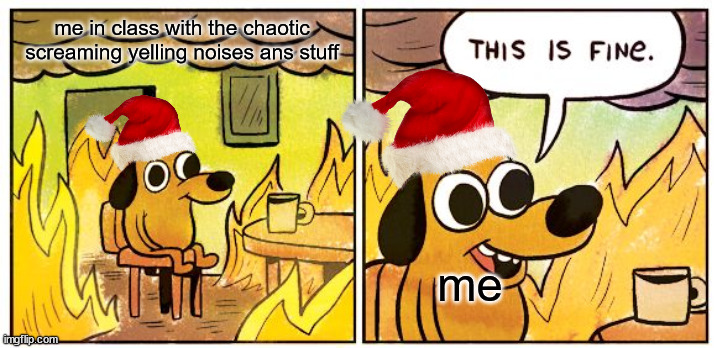 me in class with the chaotic
screaming yelling noises ans stuff
THIS IS FINE.
me
imgflip.com